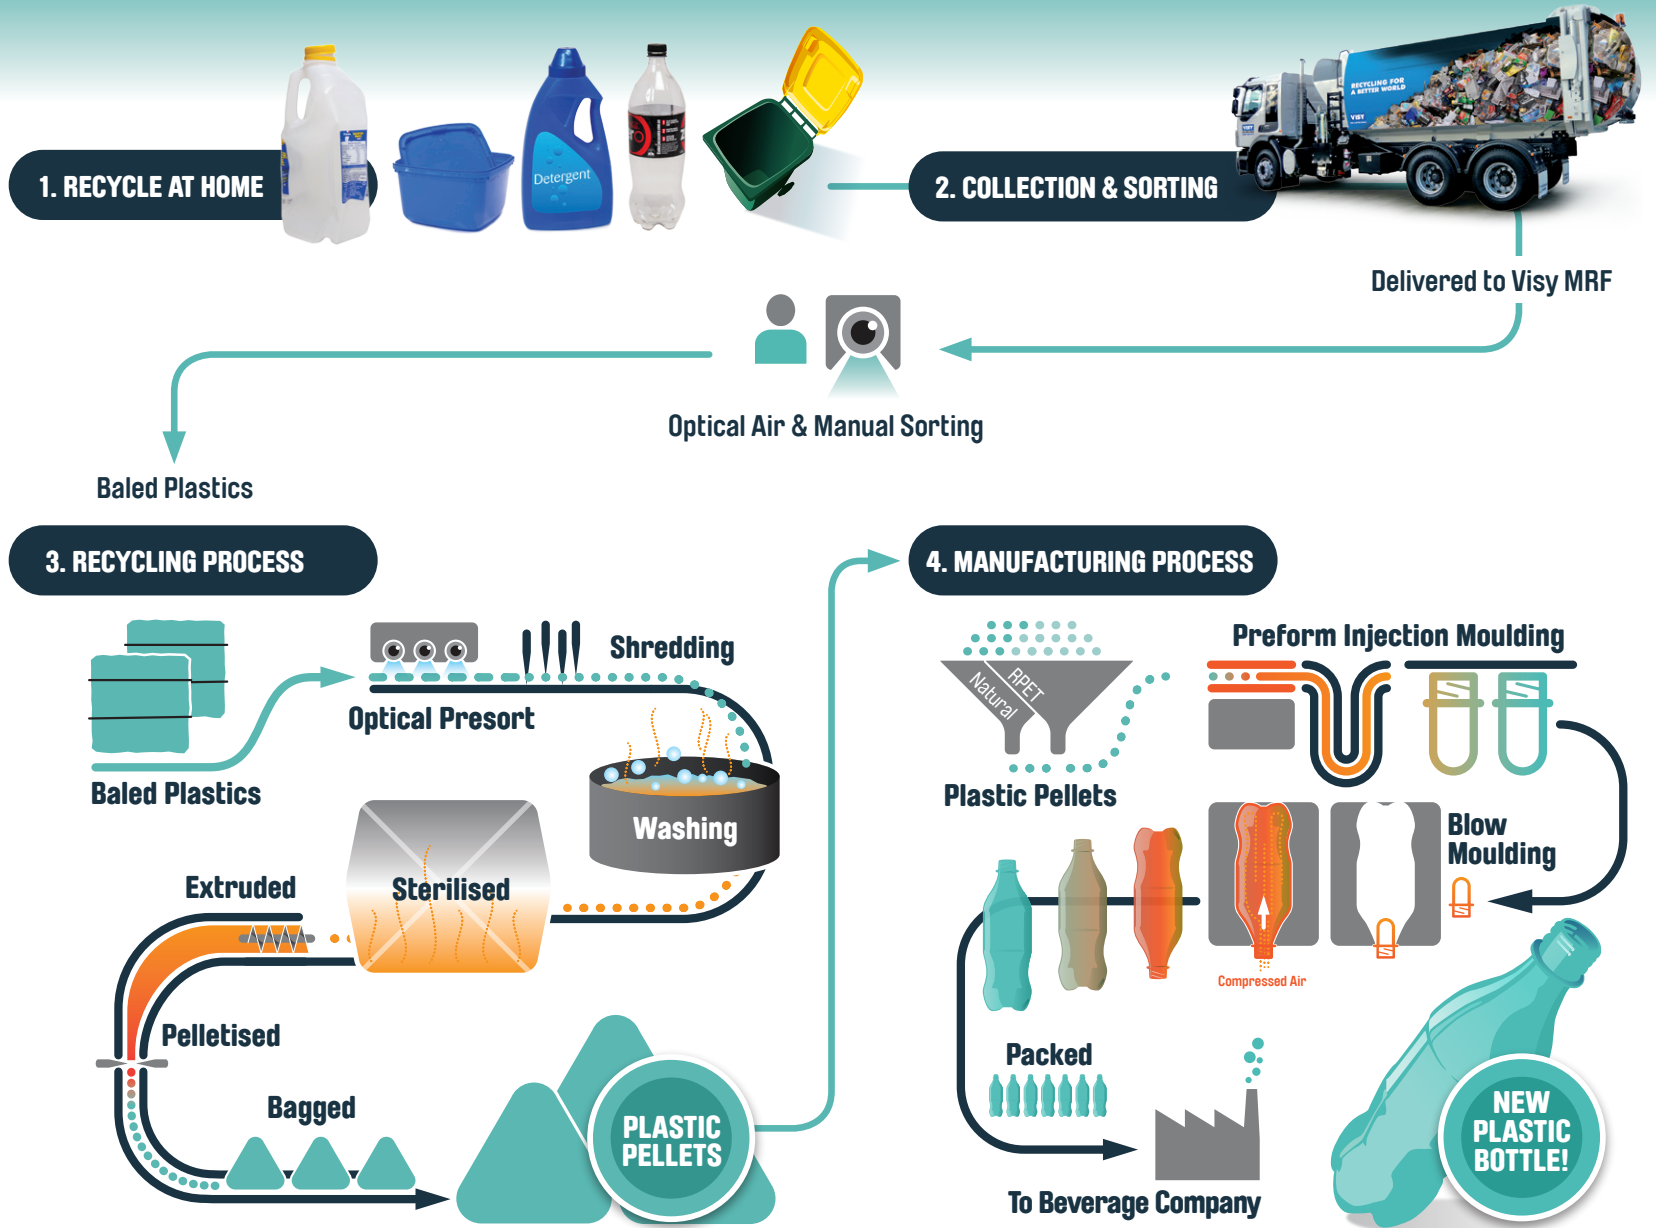 1. RECYCLE AT HOME
Detergent
2. COLLECTION & SORTING
RECYCLING FOR
A BETTER WORLD
VISY
Delivered to Visy MRF
Optical Air & Manual Sorting
Baled Plastics
3. RECYCLING PROCESS
Baled Plastics
Optical Presort
Shredding
Washing
Sterilised
Extruded
Pelletised
Bagged
PLASTIC
PELLETS
4. MANUFACTURING PROCESS
Natural
RPET
Plastic Pellets
Preform Injection Moulding
Blow
Moulding
Compressed Air
Packed
To Beverage Company
NEW
PLASTIC
BOTTLE!